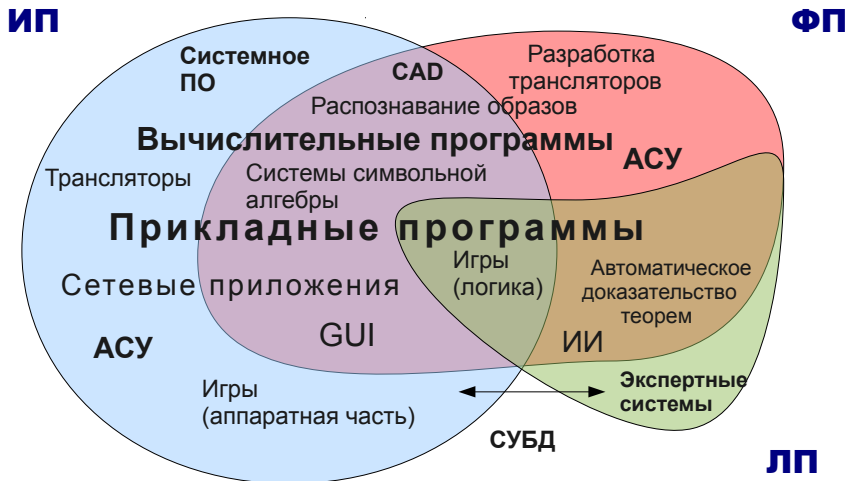 ИП
ФП
Системное
ПО
CAD
Разработка
трансляторов
Распознавание образов
Вычислительные программы
АСУ
Трансляторы
Системы символьной
алгебры
Прикладные программы
Игры
(логика)
Автоматическое
доказательство
теорем
Сетевые приложения
GUI
ИИ
АСУ
Игры
(аппаратная часть)
Экспертные
системы
СУБД
ЛП